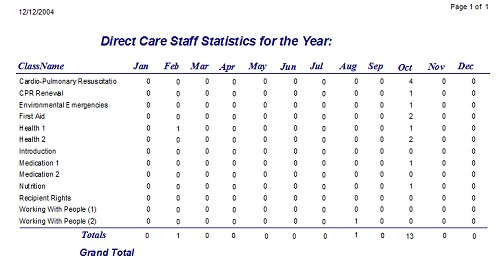 12/12/2004 Page 1 of 1
Direct Care Staff Statistics for the Year:
ClassName Jan Feb Mar Apr May Jun Jul Aug Sep Oct Nov Dec
Cardio-Pulmonary Resuscitatio 0 0 0 0 0 0 0 0 0 4 0 0
CPR Renewal 0 0 0 0 0 0 0 0 0 1 0 0
Environmental Emergencies 0 0 0 0 0 0 0 0 0 1 0 0
First Aid 0 0 0 0 0 0 0 0 0 2 0 0
Health 1 0 1 0 0 0 0 0 0 0 1 0 0
Health 2 0 0 0 0 0 0 0 0 0 2 0 0
Introduction 0 0 0 0 0 0 0 0 0 0 0 0
Medication 1 0 0 0 0 0 0 0 0 0 1 0 0
Medication 2 0 0 0 0 0 0 0 0 0 0 0 0
Nutrition 0 0 0 0 0 0 0 0 0 1 0 0
Recipient Rights 0 0 0 0 0 0 0 0 0 0 0 0
Working With People (1) 0 0 0 0 0 0 0 0 0 0 0 0
Working With People (2) 0 0 0 0 0 0 0 1 0 0 0 0
Totals 0 1 0 0 0 0 0 1 0 13 0 0
Grand Total